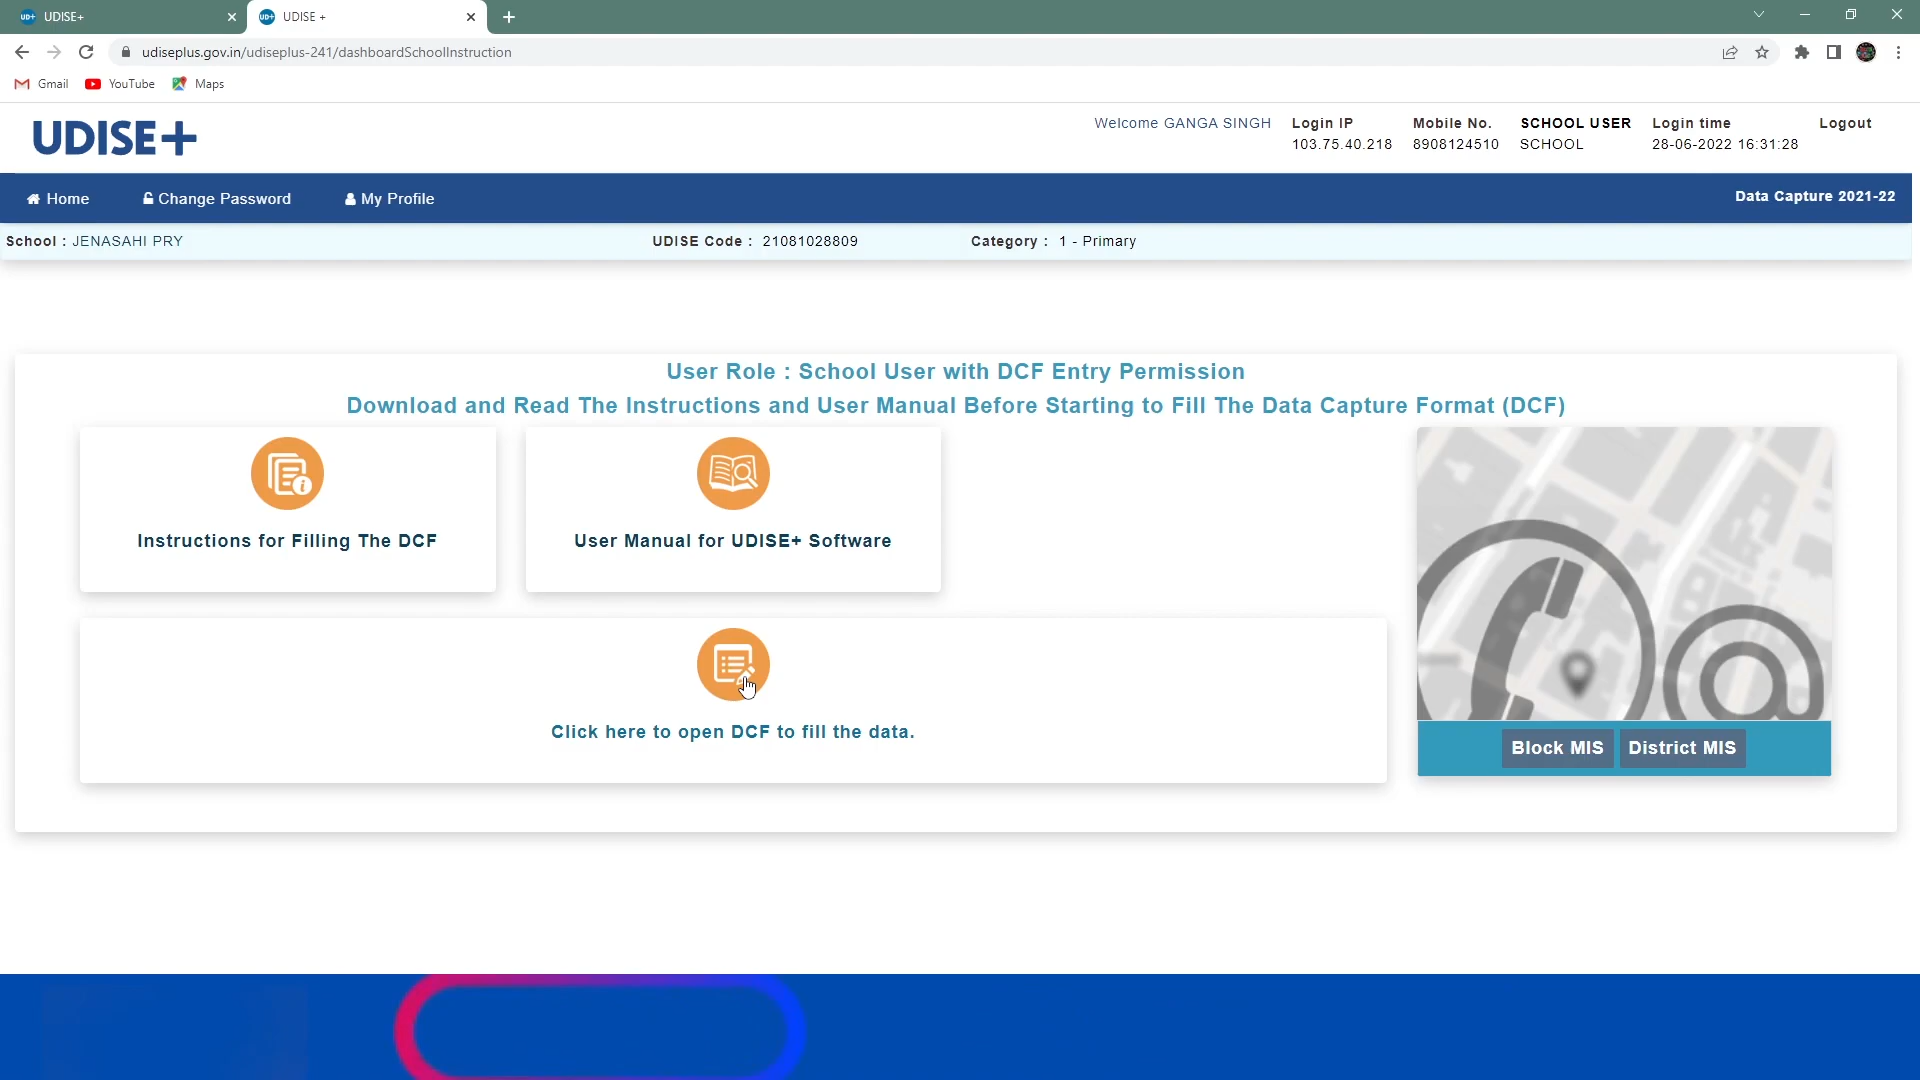 UDISE+
UDISE +
udiseplus.gov.in/udiseplus-241/dashboardSchoolInstruction
Gmail YouTube Maps
UDISE+
Welcome GANGA SINGH
Login IP
103.75.40.218
Mobile No.
8908124510
SCHOOL USER
SCHOOL
Login time
28-06-2022 16:31:28
Logout
Home Change Password My Profile Data Capture 2021-22
School : JENASAHI PRY UDISE Code : 21081028809 Category : 1 - Primary
User Role : School User with DCF Entry Permission
Download and Read The Instructions and User Manual Before Starting to Fill The Data Capture Format (DCF)
Instructions for Filling The DCF
User Manual for UDISE+ Software
Click here to open DCF to fill the data.
Block MIS District MIS